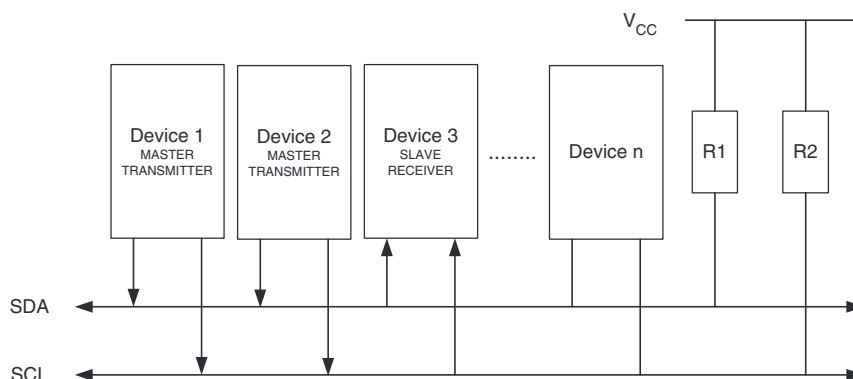 VCC
Device 1
MASTER
TRANSMITTER
Device 2
MASTER
TRANSMITTER
Device 3
SLAVE
RECEIVER
........
Device n
R1
R2
SDA
SCL